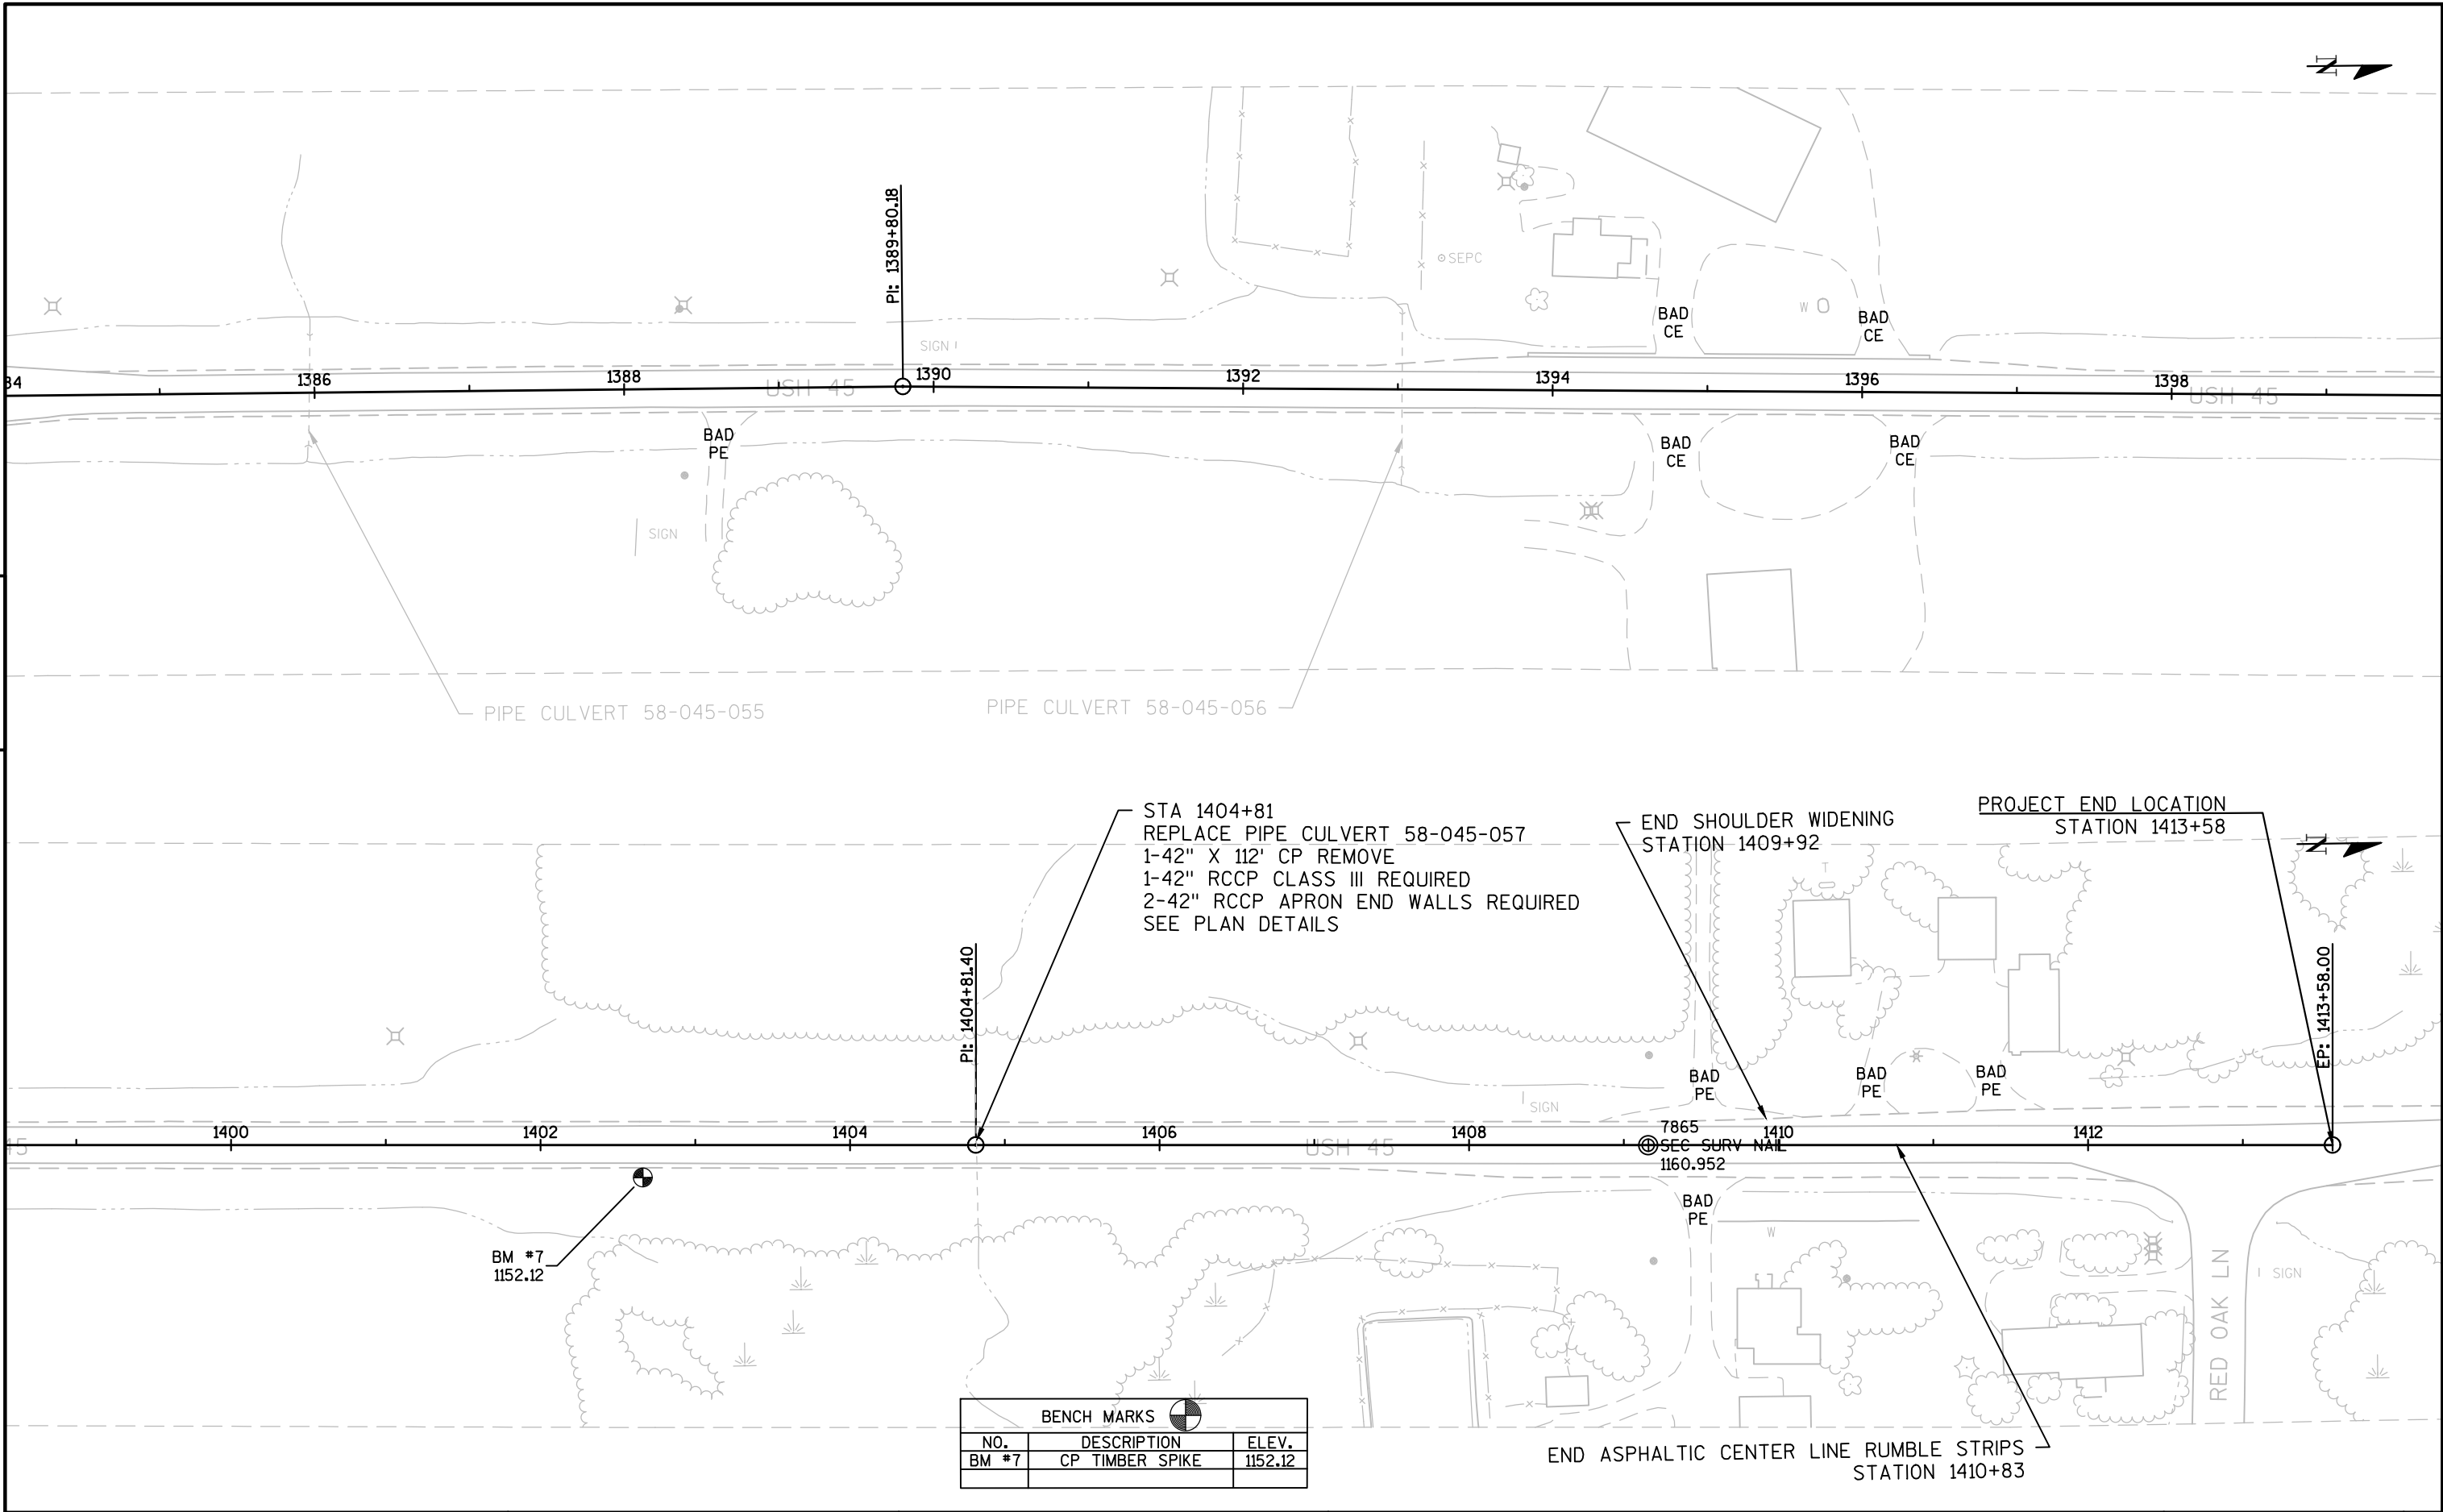 N
PI: 1389+80.18
SEPC
BAD
CE
W
BAD
CE
SIGN
34
1386
1388
USH 45
1390
1392
1394
1396
1398
USH 45
BAD
PE
BAD
CE
BAD
CE
SIGN
PIPE CULVERT 58-045-055
PIPE CULVERT 58-045-056
STA 1404+81
REPLACE PIPE CULVERT 58-045-057
1-42" X 112' CP REMOVE
1-42" RCCP CLASS III REQUIRED
2-42" RCCP APRON END WALLS REQUIRED
SEE PLAN DETAILS
END SHOULDER WIDENING
STATION 1409+92
PROJECT END LOCATION
STATION 1413+58
N
T
PI: 1404+81.40
EP: 1413+58.00
BAD
PE
BAD
PE
BAD
PE
SIGN
45
1400
1402
1404
1406
USH 45
1408
7865
SEC SURV NAIL
1160.952
1410
1412
BAD
PE
W
BM #7
1152.12
RED OAK LN
SIGN
BENCH MARKS
NO. DESCRIPTION ELEV.
BM #7 CP TIMBER SPIKE 1152.12
END ASPHALTIC CENTER LINE RUMBLE STRIPS
STATION 1410+83